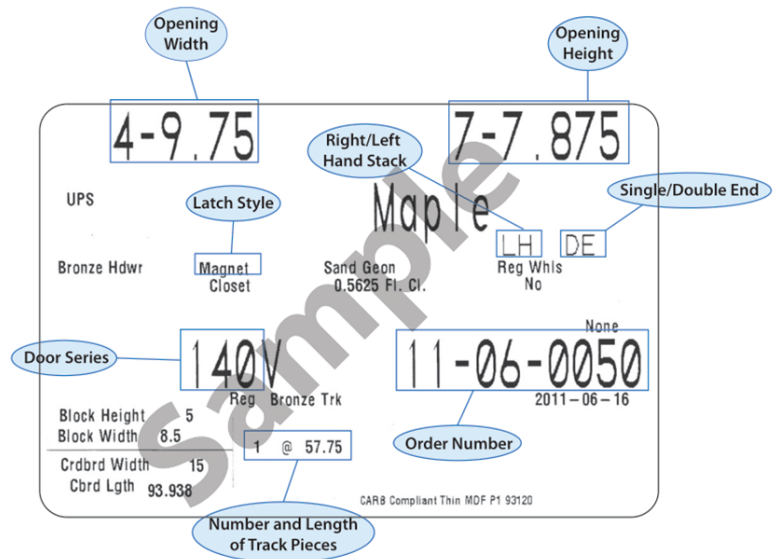 Opening
Width
Opening
Height
4-9.75
7-7.875
Right/Left
Hand Stack
UPS
Latch Style
Maple
Single/Double End
LH DE
Bronze Hdwr
Magnet
Closet
Sand Geon
0.5625 Fl. Cl.
Reg Whls
No
None
Door Series
140V
11-06-0050
Reg Bronze Trk
2011-06-16
Block Height 5
Block Width 8.5
1 @ 57.75
Order Number
Crdbrd Width 15
Cbrd Lgth 93.938
CARB Compliant Thin MDF P1 93120
Number and Length
of Track Pieces
Sample